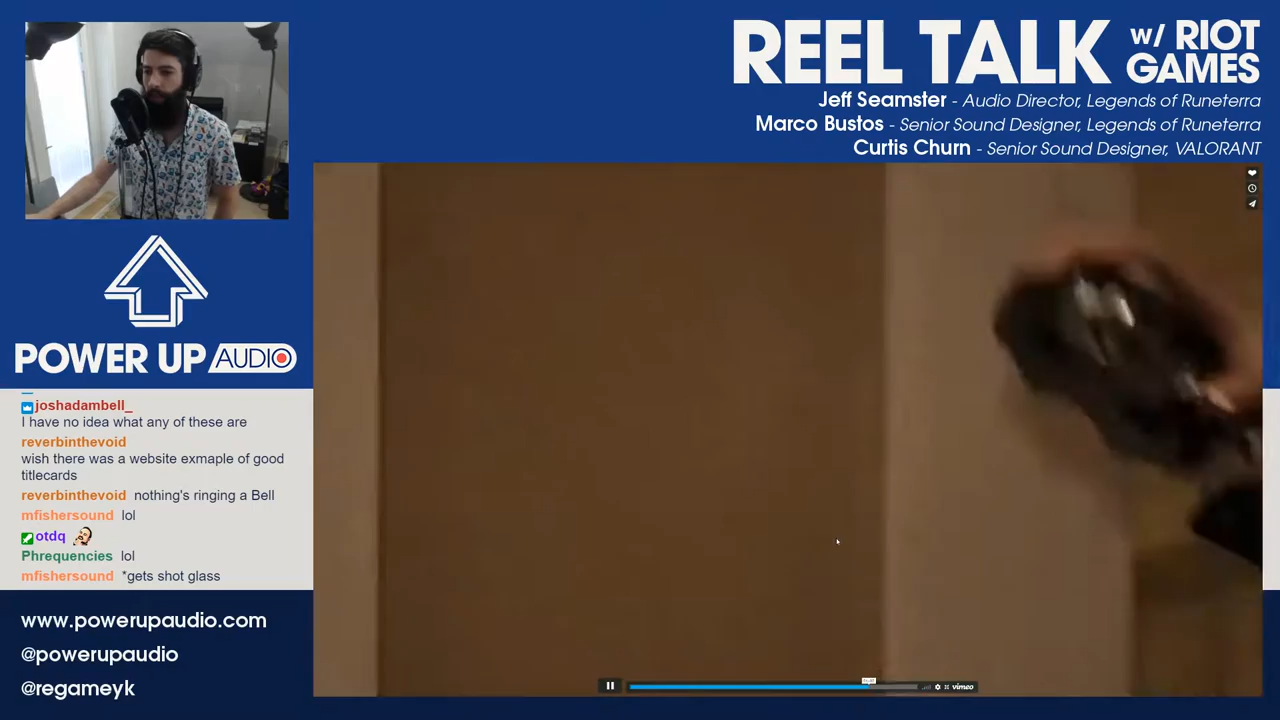 REEL TALK w/ RIOT GAMES
Jeff Seamster - Audio Director, Legends of Runeterra
Marco Bustos - Senior Sound Designer, Legends of Runeterra
Curtis Churn - Senior Sound Designer, VALORANT
POWER UP AUDIO
joshadambell_
I have no idea what any of these are
reverbinthevoid
wish there was a website exmaple of good
titlecards
reverbinthevoid nothing's ringing a Bell
mfishersound lol
otdq
Phrequencies lol
mfishersound *gets shot glass
www.powerupaudio.com
@powerupaudio
@regameyk
vimeo